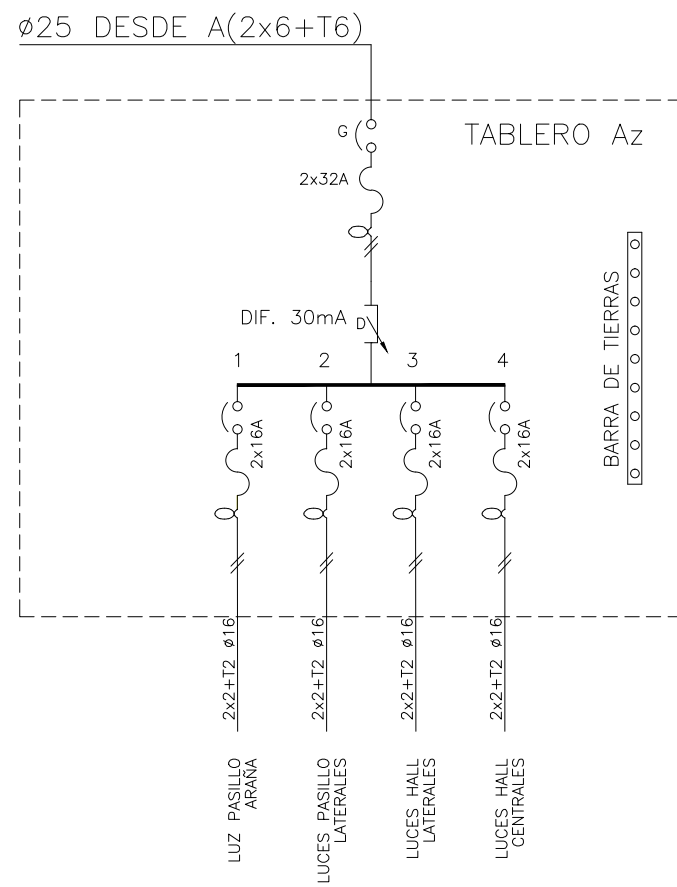 ø25 DESDE A(2x6+T6)
TABLERO Az
G
2x32A
DIF. 30mA
D
BARRA DE TIERRAS
1
2
3
4
2x16A
2x16A
2x16A
2x16A
2x2+T2 ø16
2x2+T2 ø16
2x2+T2 ø16
2x2+T2 ø16
LUZ PASILLO
ARAÑA
LUCES PASILLO
LATERALES
LUCES HALL
LATERALES
LUCES HALL
CENTRALES